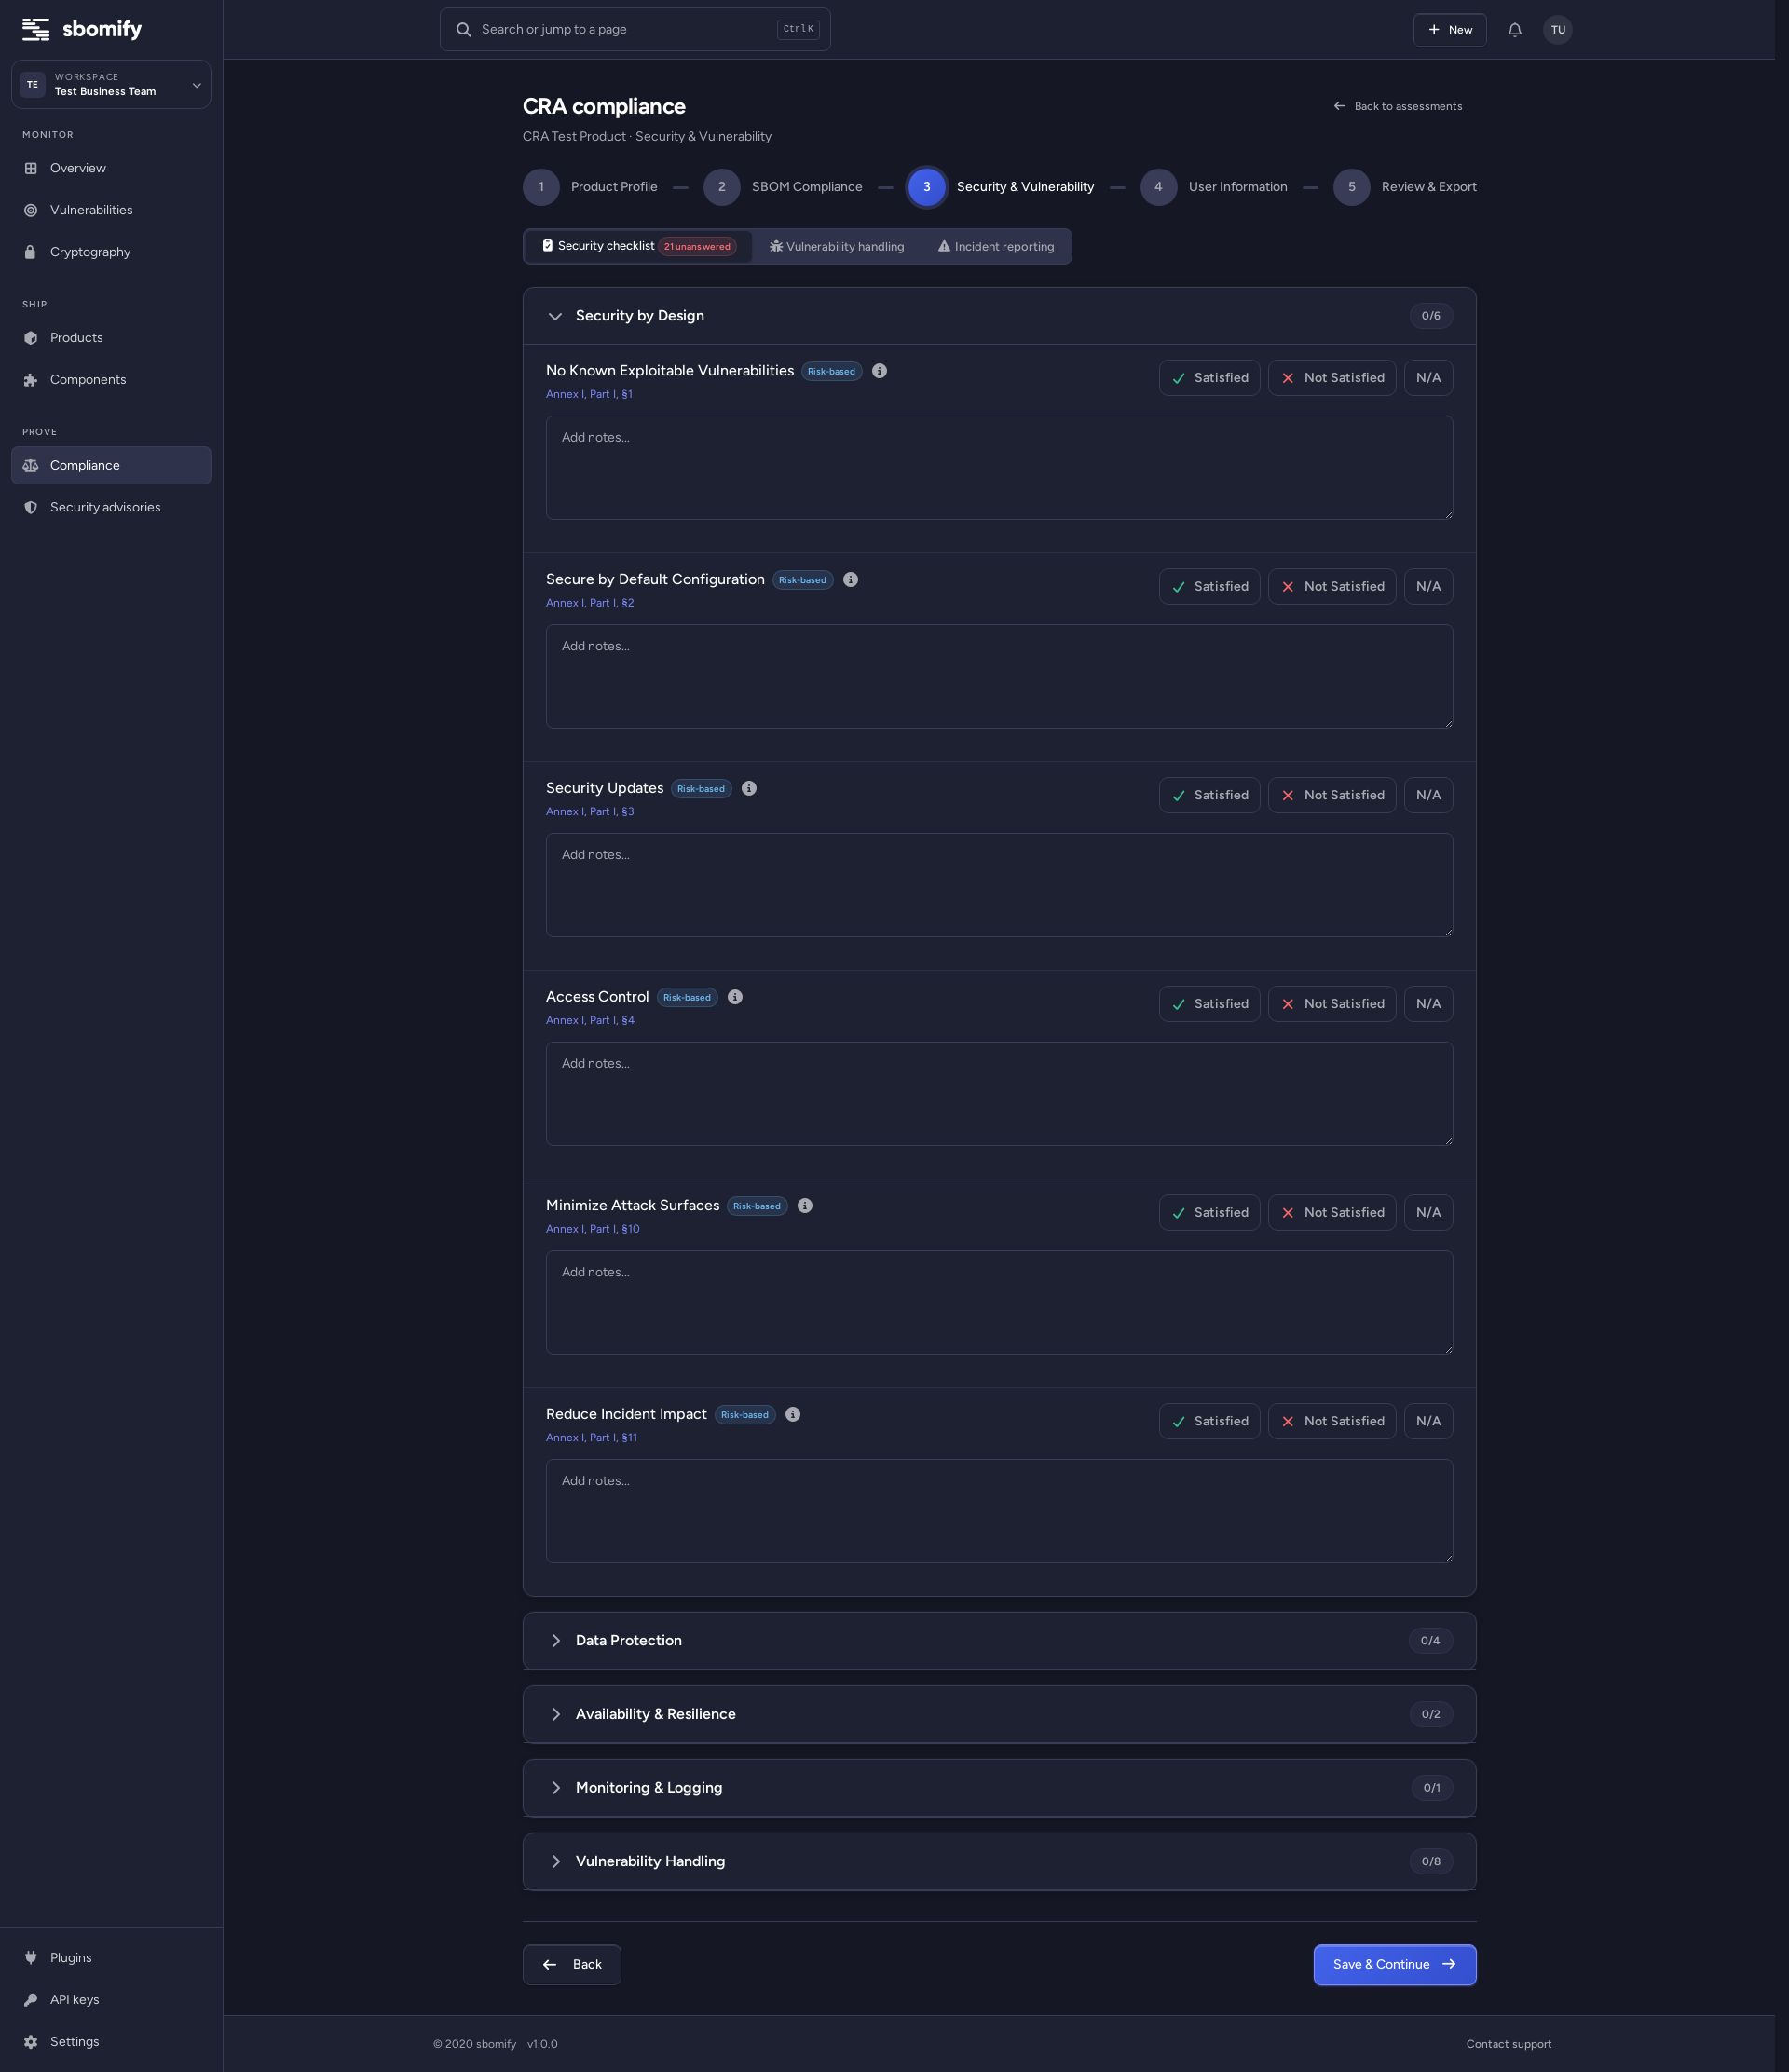 sbomify
Search or jump to a page
Ctrl K
New
TU
TE
WORKSPACE
Test Business Team
MONITOR
Overview
Vulnerabilities
Cryptography
SHIP
Products
Components
PROVE
Compliance
Security advisories
Plugins
API keys
Settings
CRA compliance
Back to assessments
CRA Test Product · Security & Vulnerability
1 Product Profile
2 SBOM Compliance
3 Security & Vulnerability
4 User Information
5 Review & Export
Security checklist 21 unanswered
Vulnerability handling
Incident reporting
Security by Design 0/6
No Known Exploitable Vulnerabilities Risk-based Satisfied Not Satisfied N/A
Annex I, Part I, §1
Add notes...
Secure by Default Configuration Risk-based Satisfied Not Satisfied N/A
Annex I, Part I, §2
Add notes...
Security Updates Risk-based Satisfied Not Satisfied N/A
Annex I, Part I, §3
Add notes...
Access Control Risk-based Satisfied Not Satisfied N/A
Annex I, Part I, §4
Add notes...
Minimize Attack Surfaces Risk-based Satisfied Not Satisfied N/A
Annex I, Part I, §10
Add notes...
Reduce Incident Impact Risk-based Satisfied Not Satisfied N/A
Annex I, Part I, §11
Add notes...
Data Protection 0/4
Availability & Resilience 0/2
Monitoring & Logging 0/1
Vulnerability Handling 0/8
Back
Save & Continue
© 2020 sbomify v1.0.0
Contact support